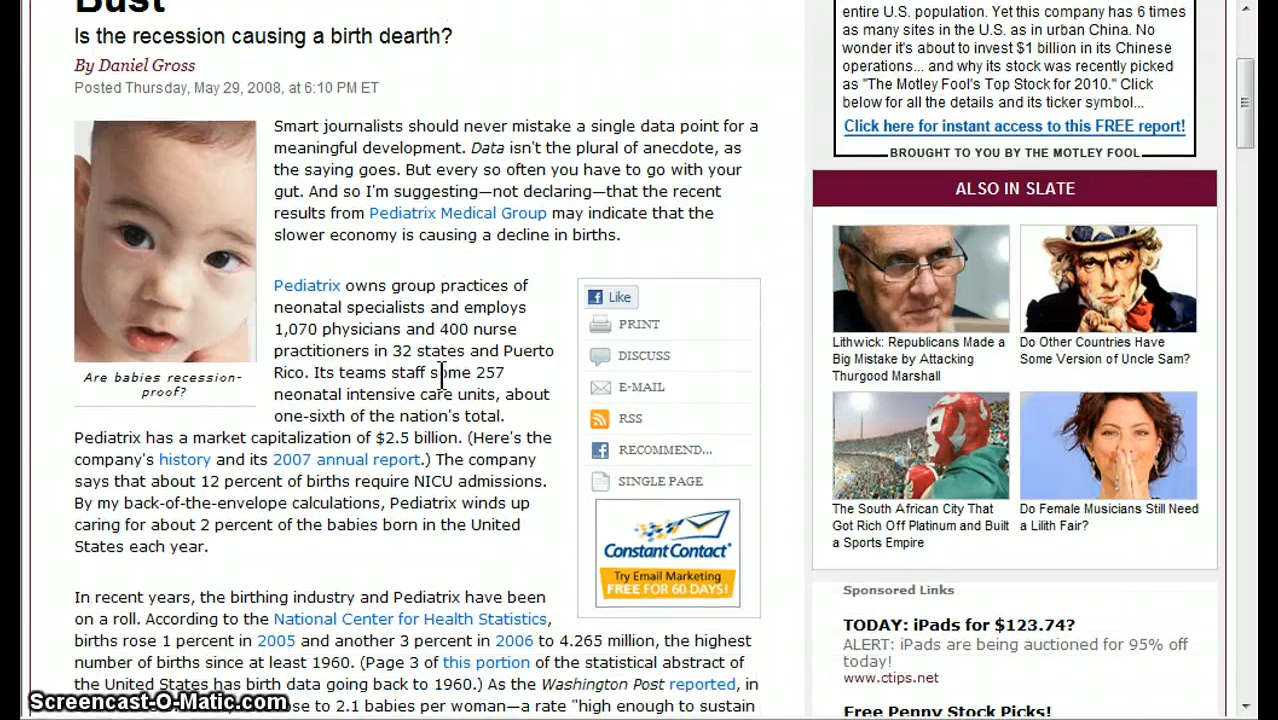 Bust
Is the recession causing a birth dearth?
By Daniel Gross
Posted Thursday, May 29, 2008, at 6:10 PM ET
Are babies recession-
proof?
Smart journalists should never mistake a single data point for a
meaningful development. Data isn't the plural of anecdote, as
the saying goes. But every so often you have to go with your
gut. And so I'm suggesting—not declaring—that the recent
results from Pediatrix Medical Group may indicate that the
slower economy is causing a decline in births.
Pediatrix owns group practices of
neonatal specialists and employs
1,070 physicians and 400 nurse
practitioners in 32 states and Puerto
Rico. Its teams staff some 257
neonatal intensive care units, about
one-sixth of the nation's total.
Pediatrix has a market capitalization of $2.5 billion. (Here's the
company's history and its 2007 annual report.) The company
says that about 12 percent of births require NICU admissions.
By my back-of-the-envelope calculations, Pediatrix winds up
caring for about 2 percent of the babies born in the United
States each year.
Like
PRINT
DISCUSS
E-MAIL
RSS
RECOMMEND...
SINGLE PAGE
Constant Contact®
Try Email Marketing
FREE FOR 60 DAYS!
In recent years, the birthing industry and Pediatrix have been
on a roll. According to the National Center for Health Statistics,
births rose 1 percent in 2005 and another 3 percent in 2006 to 4.265 million, the highest
number of births since at least 1960. (Page 3 of this portion of the statistical abstract of
the United States has birth data going back to 1960.) As the Washington Post reported, in
ose to 2.1 babies per woman—a rate "high enough to sustain
entire U.S. population. Yet this company has 6 times
as many sites in the U.S. as in urban China. No
wonder it's about to invest $1 billion in its Chinese
operations... and why its stock was recently picked
as "The Motley Fool's Top Stock for 2010." Click
below for all the details and its ticker symbol...
Click here for instant access to this FREE report!
BROUGHT TO YOU BY THE MOTLEY FOOL
ALSO IN SLATE
Lithwick: Republicans Made a
Big Mistake by Attacking
Thurgood Marshall
Do Other Countries Have
Some Version of Uncle Sam?
The South African City That
Got Rich Off Platinum and Built
a Sports Empire
Do Female Musicians Still Need
a Lilith Fair?
Sponsored Links
TODAY: iPads for $123.74?
ALERT: iPads are being auctioned for 95% off
today!
www.ctips.net
Free Penny Stock Picks!
Screencast-O-Matic.com